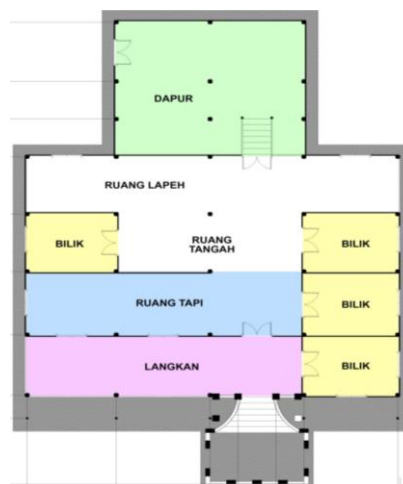 DAPUR
RUANG LAPEH
BILIK
RUANG
TANGAH
BILIK
RUANG TAPI
BILIK
LANGKAN
BILIK